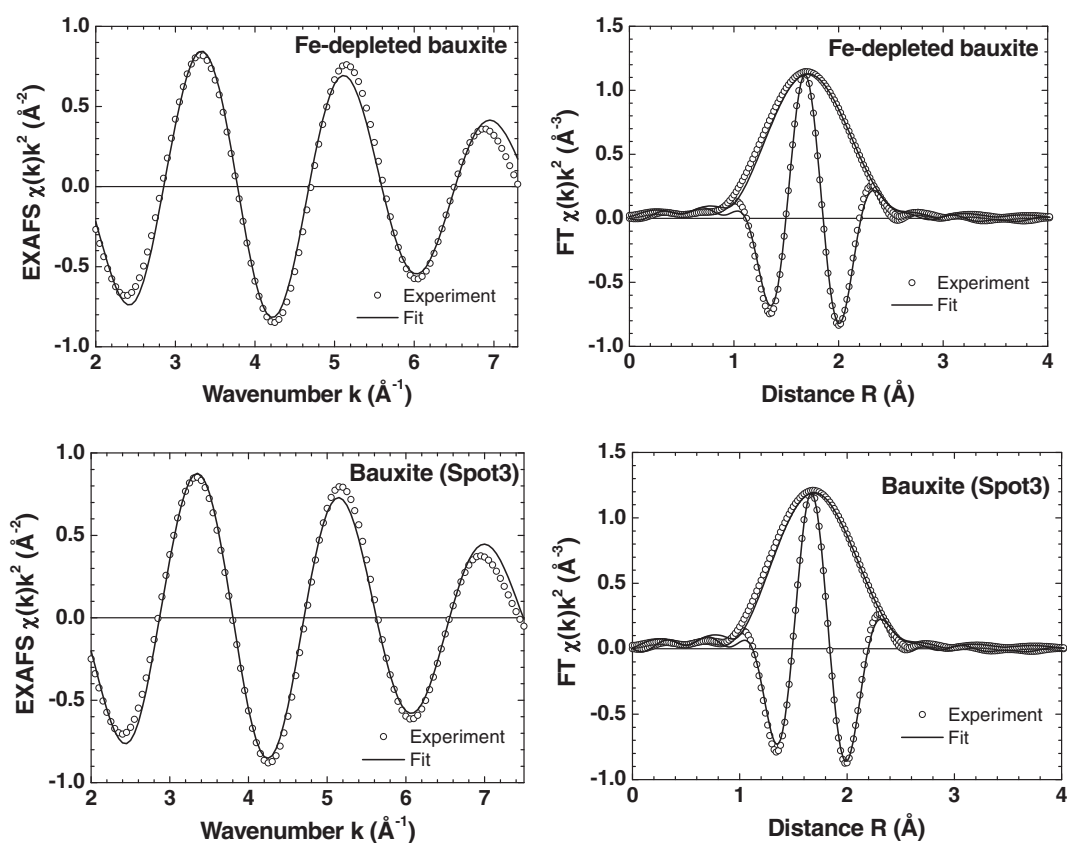 Fe-depleted bauxite
EXAFS χ(k)k² (Å⁻²)
1.0
0.5
0.0
-0.5
-1.0
Experiment
Fit
2 3 4 5 6 7
Wavenumber k (Å⁻¹)
Fe-depleted bauxite
FT χ(k)k² (Å⁻³)
1.5
1.0
0.5
0.0
-0.5
-1.0
Experiment
Fit
0 1 2 3 4
Distance R (Å)
Bauxite (Spot3)
EXAFS χ(k)k² (Å⁻²)
1.0
0.5
0.0
-0.5
-1.0
Experiment
Fit
2 3 4 5 6 7
Wavenumber k (Å⁻¹)
Bauxite (Spot3)
FT χ(k)k² (Å⁻³)
1.5
1.0
0.5
0.0
-0.5
-1.0
Experiment
Fit
0 1 2 3 4
Distance R (Å)